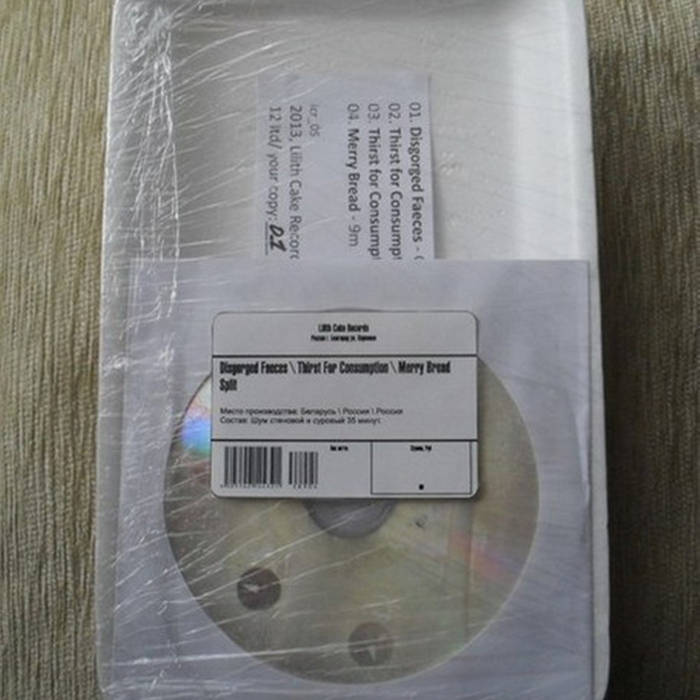 01. Disgorged Faeces -
02. Thirst for Consumpt
03. Thirst for Consumpt
04. Merry Bread - 9m
lcr_05
2013, Lilith Cake Record
12 ltd/ your copy: 01
Lilith Cake Records
Disgorged Faeces \ Thirst For Consumption \ Merry Bread
Split
Место производства: Беларусь \ Россия \ Россия
Состав: Шум стеновой и суровый 35 минут.